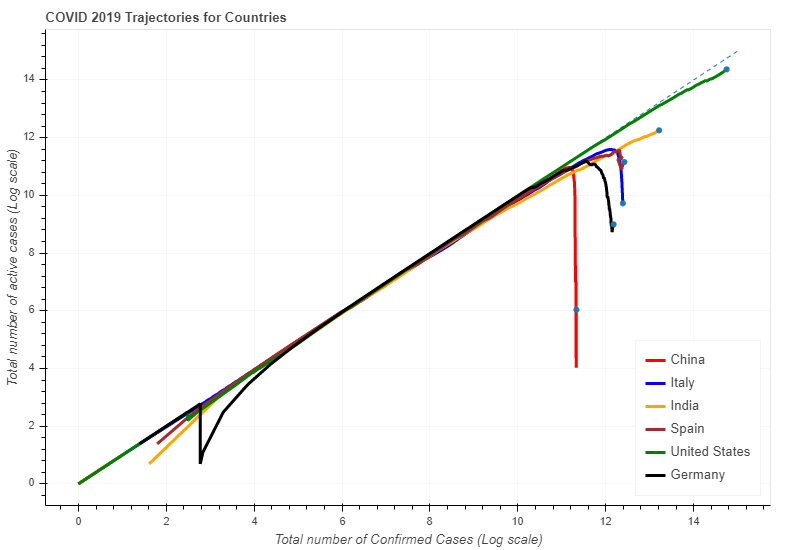 COVID 2019 Trajectories for Countries
Total number of active cases (Log scale)
14
12
10
8
6
4
2
0
0 2 4 6 8 10 12 14
Total number of Confirmed Cases (Log scale)
China
Italy
India
Spain
United States
Germany